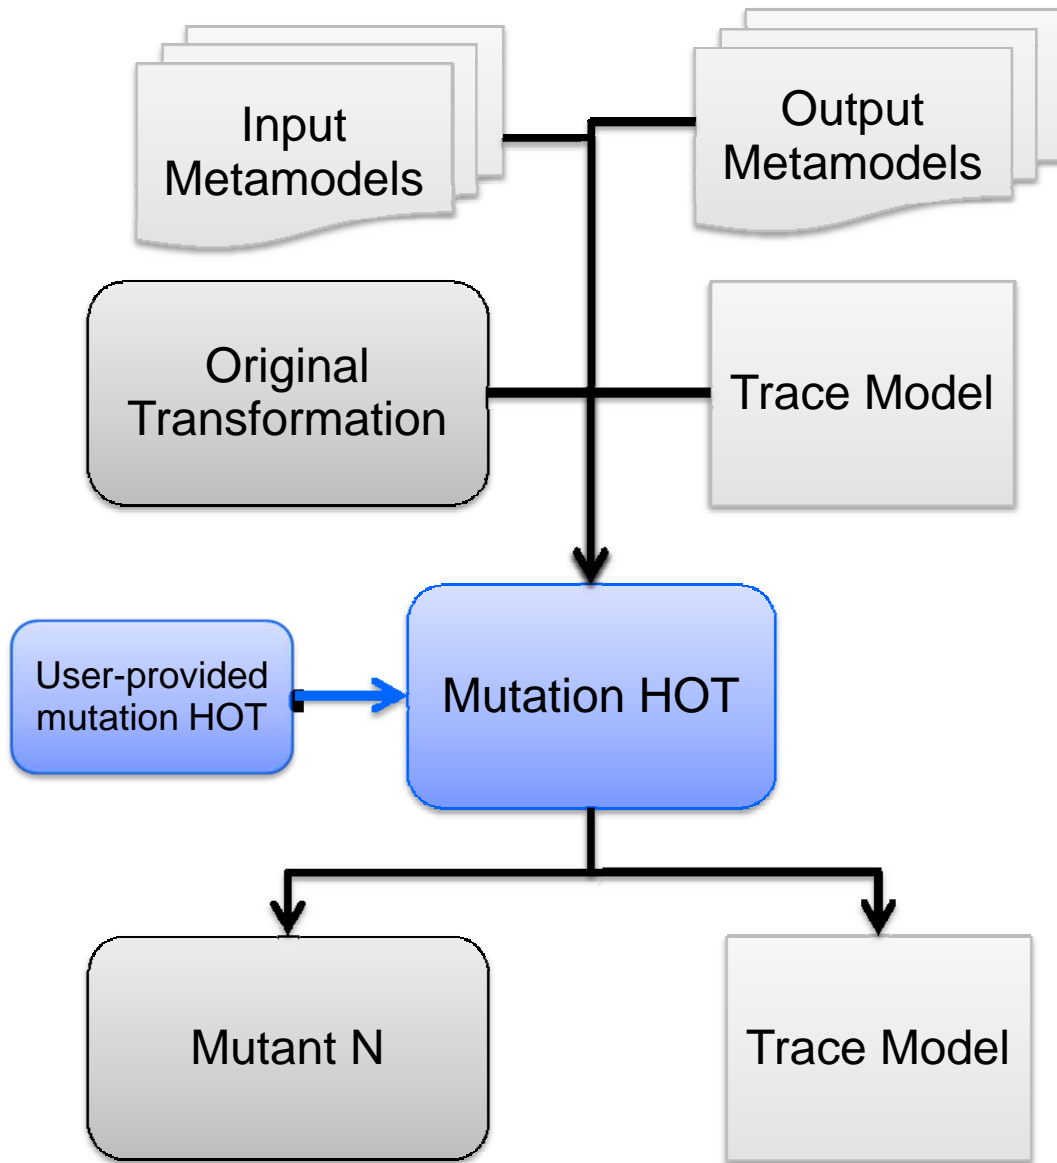 Input
Metamodels
Output
Metamodels
Original
Transformation
Trace Model
User-provided
mutation HOT
Mutation HOT
Mutant N
Trace Model